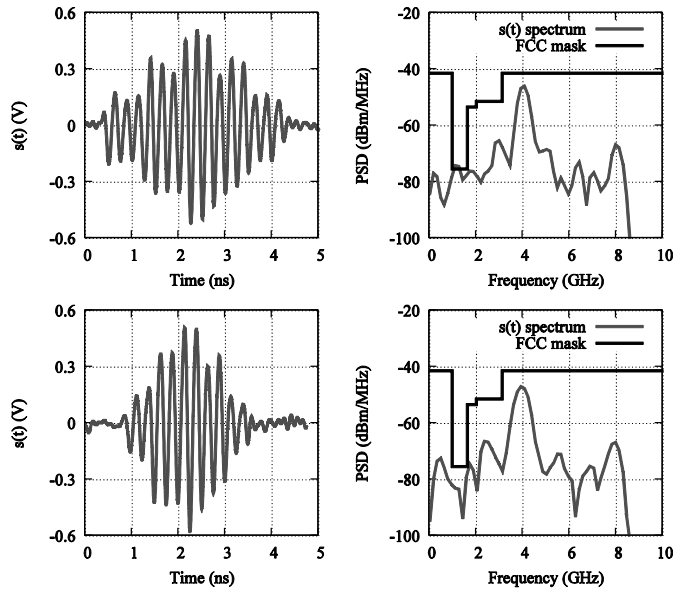 0.6
0.3
0
-0.3
-0.6
s(t) (V)
0 1 2 3 4 5
Time (ns)
-20
-40
-60
-80
-100
PSD (dBm/MHz)
s(t) spectrum
FCC mask
0 2 4 6 8 10
Frequency (GHz)
0.6
0.3
0
-0.3
-0.6
s(t) (V)
0 1 2 3 4 5
Time (ns)
-20
-40
-60
-80
-100
PSD (dBm/MHz)
s(t) spectrum
FCC mask
0 2 4 6 8 10
Frequency (GHz)